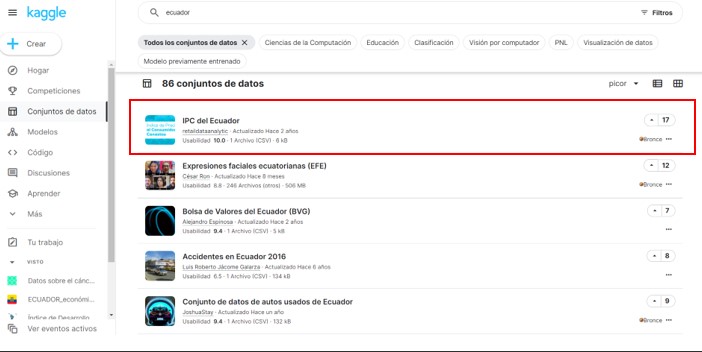 kaggle
ecuador
Filtros
Crear
Todos los conjuntos de datos
Ciencias de la Computación
Educación
Clasificación
Visión por computador
PNL
Visualización de datos
Modelo previamente entrenado
Hogar
Competiciones
Conjuntos de datos
Modelos
Código
Discusiones
Aprender
Más
Tu trabajo
VISTO
Datos sobre el cánc...
ECUADOR_económi...
Índice de Desarrollo
Ver eventos activos
86 conjuntos de datos
picor
IPC del Ecuador
17
retaildataanalytic · Actualizado Hace 2 años
Usabilidad 10.0 · 1 Archivo (CSV) · 6 kB
Bronce
Expresiones faciales ecuatorianas (EFE)
12
César Ron · Actualizado Hace 8 meses
Usabilidad 8.8 · 246 Archivos (otros) · 506 MB
Bronce
Bolsa de Valores del Ecuador (BVG)
7
Alejandro Espinosa · Actualizado Hace 2 años
Usabilidad 9.4 · 1 Archivo (CSV) · 5 kB
Accidentes en Ecuador 2016
8
Luis Roberto Jácome Galarza · Actualizado Hace 6 años
Usabilidad 6.5 · 1 Archivo (CSV) · 134 kB
Conjunto de datos de autos usados de Ecuador
9
JoshuaStay · Actualizado Hace un año
Usabilidad 9.4 · 1 Archivo (CSV) · 132 kB
Bronce